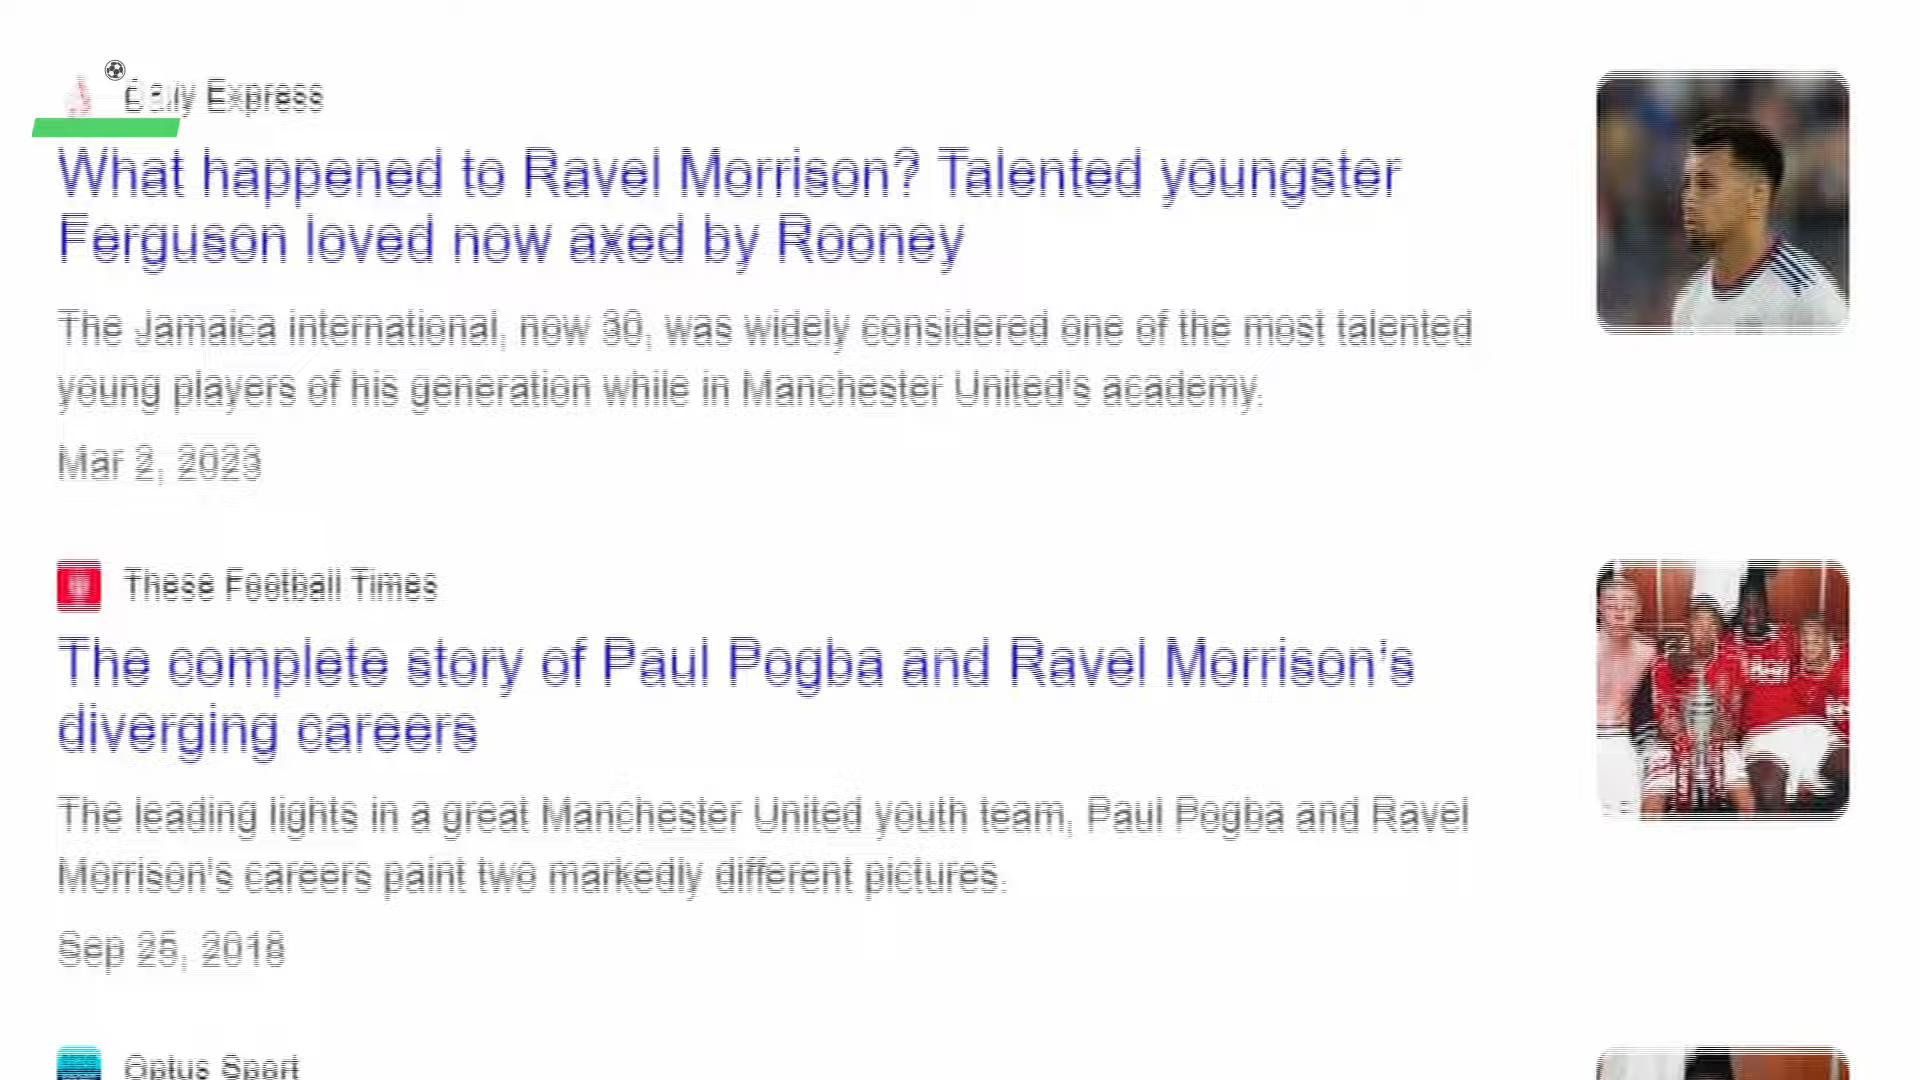 Daily Express
What happened to Ravel Morrison? Talented youngster
Ferguson loved now axed by Rooney
The Jamaica international, now 30, was widely considered one of the most talented
young players of his generation while in Manchester United's academy.
Mar 2, 2023
These Football Times
The complete story of Paul Pogba and Ravel Morrison's
diverging careers
The leading lights in a great Manchester United youth team, Paul Pogba and Ravel
Morrison's careers paint two markedly different pictures.
Sep 25, 2018
Optus Sport